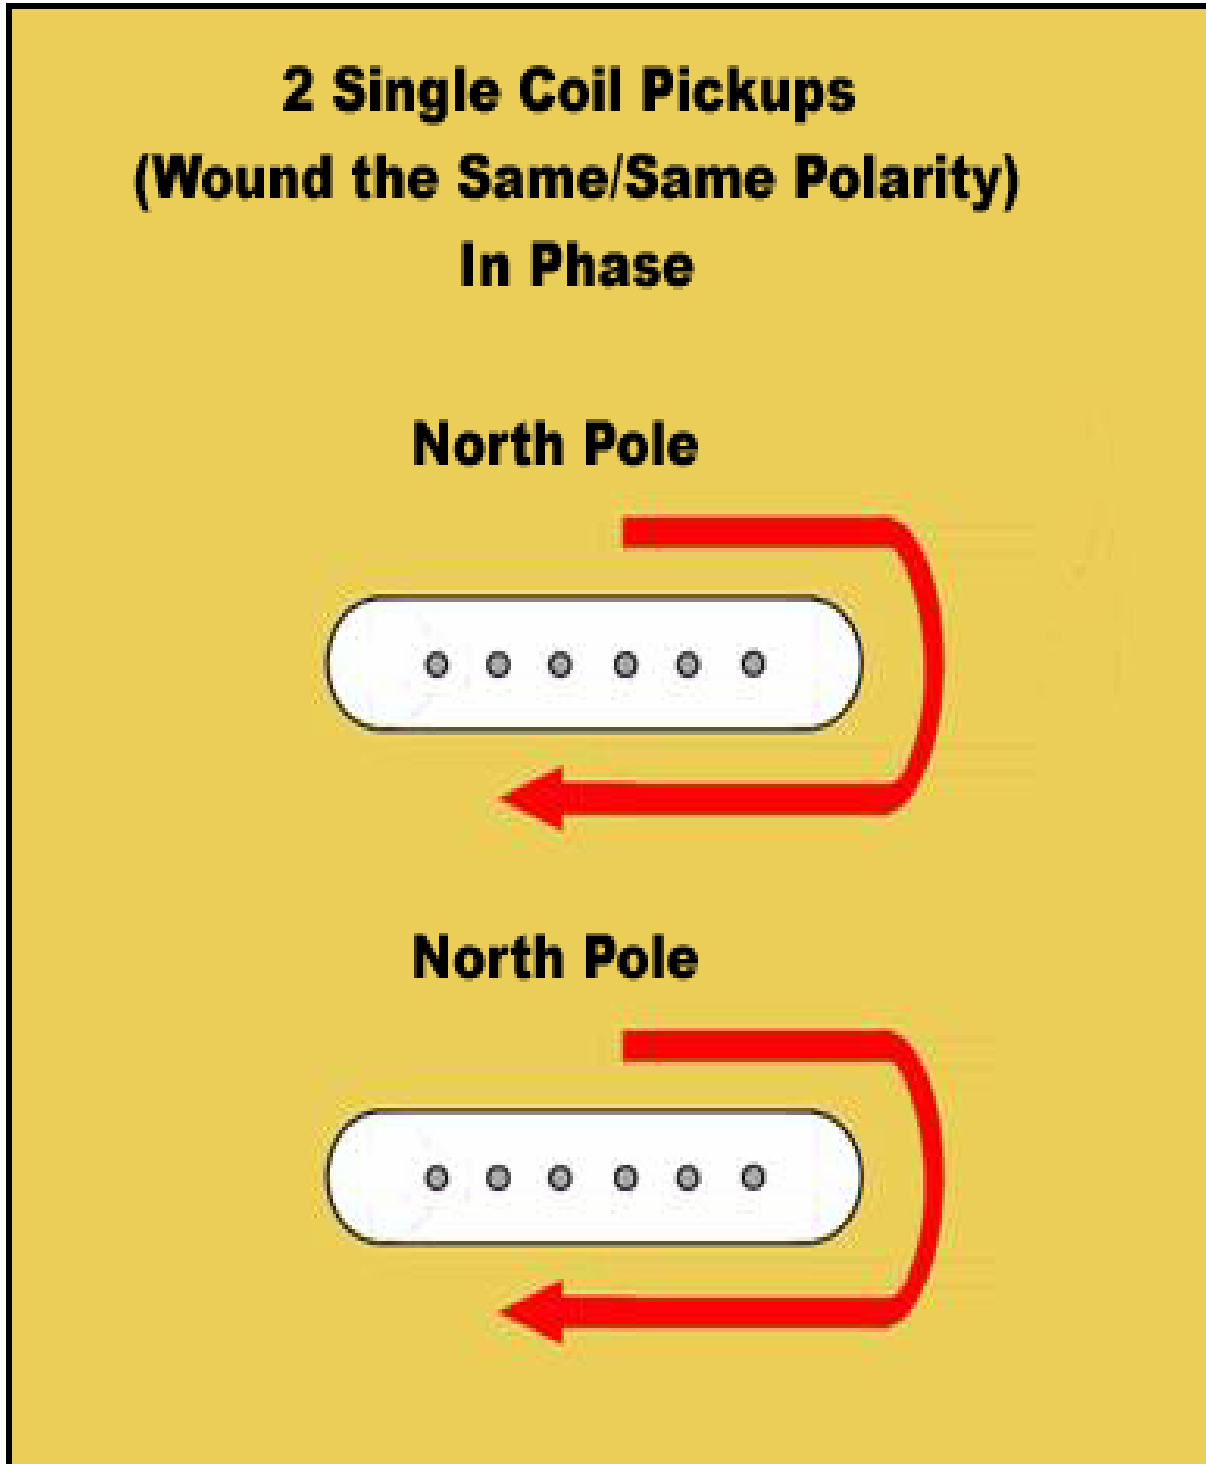 2 Single Coil Pickups
(Wound the Same/Same Polarity)
In Phase
North Pole
North Pole